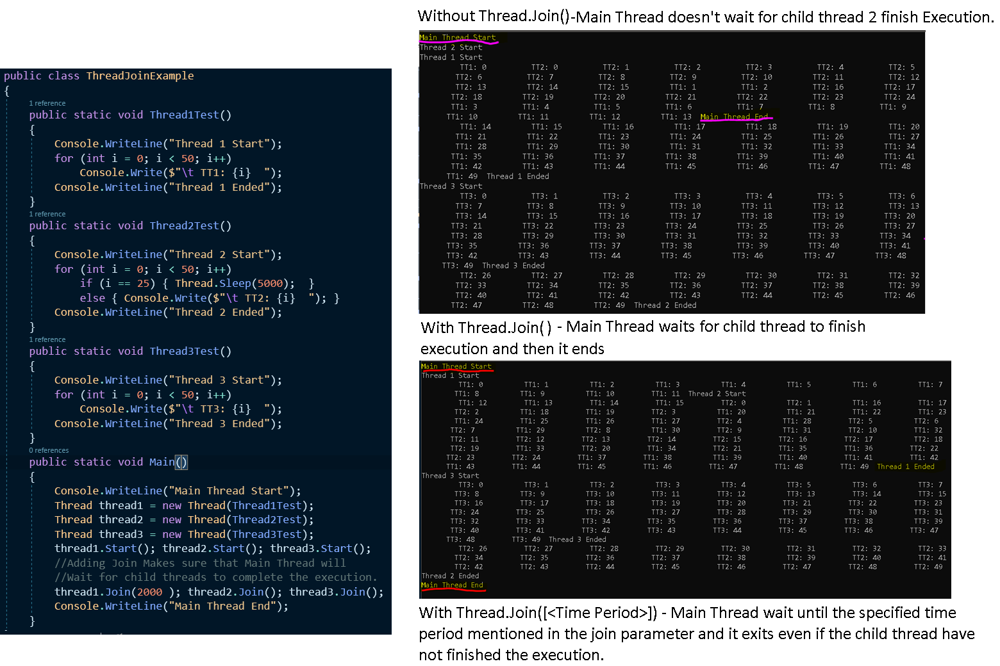 public class ThreadJoinExample
{
1 reference
public static void Thread1Test()
{
Console.WriteLine("Thread 1 Start");
for (int i = 0; i < 50; i++)
Console.Write($"\t TT1: {i}  ");
Console.WriteLine("Thread 1 Ended");
}
1 reference
public static void Thread2Test()
{
Console.WriteLine("Thread 2 Start");
for (int i = 0; i < 50; i++)
if (i == 25) { Thread.Sleep(5000);  }
else { Console.Write($"\t TT2: {i}  "); }
Console.WriteLine("Thread 2 Ended");
}
1 reference
public static void Thread3Test()
{
Console.WriteLine("Thread 3 Start");
for (int i = 0; i < 50; i++)
Console.Write($"\t TT3: {i}  ");
Console.WriteLine("Thread 3 Ended");
}
0 references
public static void Main()
{
Console.WriteLine("Main Thread Start");
Thread thread1 = new Thread(Thread1Test);
Thread thread2 = new Thread(Thread2Test);
Thread thread3 = new Thread(Thread3Test);
thread1.Start(); thread2.Start(); thread3.Start();
//Adding Join Makes sure that Main Thread will
//Wait for child threads to complete the execution.
thread1.Join(2000 ); thread2.Join(); thread3.Join();
Console.WriteLine("Main Thread End");
}
Without Thread.Join()-Main Thread doesn't wait for child thread 2 finish Execution.
Main Thread Start
Thread 2 Start
Thread 1 Start
TT1: 0 TT2: 0 TT2: 1 TT2: 2 TT2: 3 TT2: 4 TT2: 5
TT2: 6 TT2: 7 TT2: 8 TT2: 9 TT2: 10 TT2: 11 TT2: 12
TT2: 13 TT2: 14 TT2: 15 TT1: 1 TT1: 2 TT2: 16 TT2: 17
TT2: 18 TT2: 19 TT2: 20 TT2: 21 TT2: 22 TT2: 23 TT2: 24
TT1: 3 TT1: 4 TT1: 5 TT1: 6 TT1: 7 TT1: 8 TT1: 9
TT1: 10 TT1: 11 TT1: 12 TT1: 13 Main Thread End
TT1: 14 TT1: 15 TT1: 16 TT1: 17 TT1: 18 TT1: 19 TT1: 20
TT1: 21 TT1: 22 TT1: 23 TT1: 24 TT1: 25 TT1: 26 TT1: 27
TT1: 28 TT1: 29 TT1: 30 TT1: 31 TT1: 32 TT1: 33 TT1: 34
TT1: 35 TT1: 36 TT1: 37 TT1: 38 TT1: 39 TT1: 40 TT1: 41
TT1: 42 TT1: 43 TT1: 44 TT1: 45 TT1: 46 TT1: 47 TT1: 48
TT1: 49 Thread 1 Ended
Thread 3 Start
TT3: 0 TT3: 1 TT3: 2 TT3: 3 TT3: 4 TT3: 5 TT3: 6
TT3: 7 TT3: 8 TT3: 9 TT3: 10 TT3: 11 TT3: 12 TT3: 13
TT3: 14 TT3: 15 TT3: 16 TT3: 17 TT3: 18 TT3: 19 TT3: 20
TT3: 21 TT3: 22 TT3: 23 TT3: 24 TT3: 25 TT3: 26 TT3: 27
TT3: 28 TT3: 29 TT3: 30 TT3: 31 TT3: 32 TT3: 33 TT3: 34
TT3: 35 TT3: 36 TT3: 37 TT3: 38 TT3: 39 TT3: 40 TT3: 41
TT3: 42 TT3: 43 TT3: 44 TT3: 45 TT3: 46 TT3: 47 TT3: 48
TT3: 49 Thread 3 Ended
TT2: 26 TT2: 27 TT2: 28 TT2: 29 TT2: 30 TT2: 31 TT2: 32
TT2: 33 TT2: 34 TT2: 35 TT2: 36 TT2: 37 TT2: 38 TT2: 39
TT2: 40 TT2: 41 TT2: 42 TT2: 43 TT2: 44 TT2: 45 TT2: 46
TT2: 47 TT2: 48 TT2: 49 Thread 2 Ended
With Thread.Join() - Main Thread waits for child thread to finish
execution and then it ends
Main Thread Start
Thread 1 Start
TT1: 0 TT1: 1 TT1: 2 TT1: 3 TT1: 4 TT1: 5 TT1: 6 TT1: 7
TT1: 8 TT1: 9 TT1: 10 TT1: 11 Thread 2 Start
TT1: 12 TT1: 13 TT1: 14 TT1: 15 TT2: 0 TT2: 1 TT1: 16 TT1: 17
TT2: 2 TT1: 18 TT1: 19 TT2: 3 TT1: 20 TT1: 21 TT1: 22 TT1: 23
TT1: 24 TT1: 25 TT1: 26 TT1: 27 TT2: 4 TT1: 28 TT2: 5 TT2: 6
TT2: 7 TT1: 29 TT2: 8 TT1: 30 TT2: 9 TT1: 31 TT2: 10 TT1: 32
TT2: 11 TT2: 12 TT2: 13 TT2: 14 TT2: 15 TT2: 16 TT2: 17 TT2: 18
TT2: 19 TT1: 33 TT2: 20 TT1: 34 TT2: 21 TT1: 35 TT1: 36 TT2: 22
TT2: 23 TT2: 24 TT1: 37 TT1: 38 TT1: 39 TT1: 40 TT1: 41 TT1: 42
TT1: 43 TT1: 44 TT1: 45 TT1: 46 TT1: 47 TT1: 48 TT1: 49 Thread 1 Ended
Thread 3 Start
TT3: 0 TT3: 1 TT3: 2 TT3: 3 TT3: 4 TT3: 5 TT3: 6 TT3: 7
TT3: 8 TT3: 9 TT3: 10 TT3: 11 TT3: 12 TT3: 13 TT3: 14 TT3: 15
TT3: 16 TT3: 17 TT3: 18 TT3: 19 TT3: 20 TT3: 21 TT3: 22 TT3: 23
TT3: 24 TT3: 25 TT3: 26 TT3: 27 TT3: 28 TT3: 29 TT3: 30 TT3: 31
TT3: 32 TT3: 33 TT3: 34 TT3: 35 TT3: 36 TT3: 37 TT3: 38 TT3: 39
TT3: 40 TT3: 41 TT3: 42 TT3: 43 TT3: 44 TT3: 45 TT3: 46 TT3: 47
TT3: 48 TT3: 49 Thread 3 Ended
TT2: 26 TT2: 27 TT2: 28 TT2: 29 TT2: 30 TT2: 31 TT2: 32 TT2: 33
TT2: 34 TT2: 35 TT2: 36 TT2: 37 TT2: 38 TT2: 39 TT2: 40 TT2: 41
TT2: 42 TT2: 43 TT2: 44 TT2: 45 TT2: 46 TT2: 47 TT2: 48 TT2: 49
Thread 2 Ended
Main Thread End
With Thread.Join([<Time Period>]) - Main Thread wait until the specified time
period mentioned in the join parameter and it exits even if the child thread have
not finished the execution.